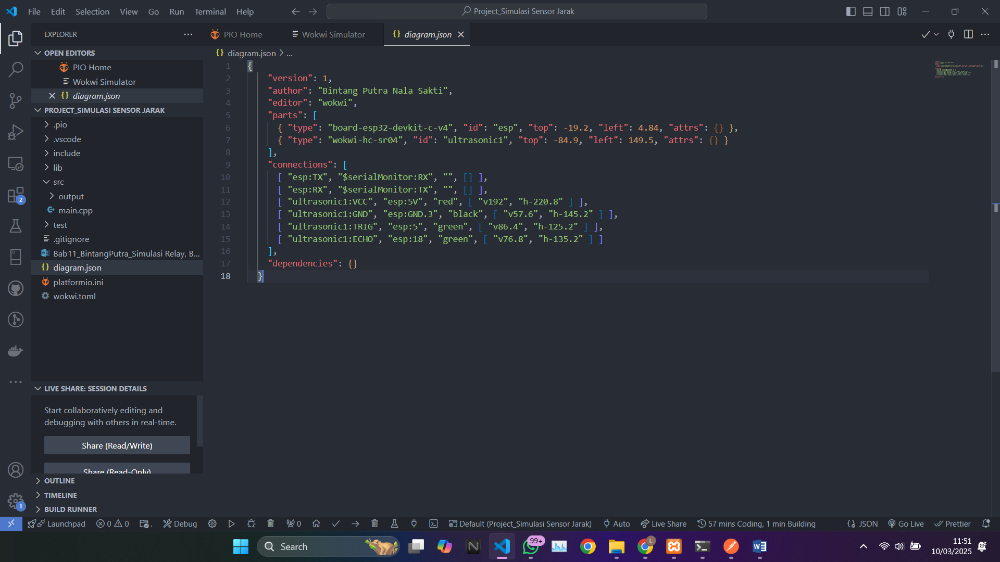 File Edit Selection View Go Run Terminal Help
Project_Simulasi Sensor Jarak
EXPLORER
PIO Home
Wokwi Simulator
diagram.json
OPEN EDITORS
PIO Home
Wokwi Simulator
diagram.json
PROJECT_SIMULASI SENSOR JARAK
.pio
.vscode
include
lib
src
output
main.cpp
test
.gitignore
Bab11_BintangPutra_Simulasi Relay, B...
diagram.json
platformio.ini
wokwi.toml
LIVE SHARE: SESSION DETAILS
Start collaboratively editing and
debugging with others in real-time.
Share (Read/Write)
Share (Read-Only)
OUTLINE
TIMELINE
BUILD RUNNER
2
1
diagram.json > ...
1 {
2 "version": 1,
3 "author": "Bintang Putra Nala Sakti",
4 "editor": "wokwi",
5 "parts": [
6 { "type": "board-esp32-devkit-c-v4", "id": "esp", "top": -19.2, "left": 4.84, "attrs": {} },
7 { "type": "wokwi-hc-sr04", "id": "ultrasonic1", "top": -84.9, "left": 149.5, "attrs": {} }
8 ],
9 "connections": [
10 [ "esp:TX", "$serialMonitor:RX", "", [] ],
11 [ "esp:RX", "$serialMonitor:TX", "", [] ],
12 [ "ultrasonic1:VCC", "esp:5V", "red", [ "v192", "h-220.8" ] ],
13 [ "ultrasonic1:GND", "esp:GND.3", "black", [ "v57.6", "h-145.2" ] ],
14 [ "ultrasonic1:TRIG", "esp:5", "green", [ "v86.4", "h-125.2" ] ],
15 [ "ultrasonic1:ECHO", "esp:18", "green", [ "v76.8", "h-135.2" ] ]
16 ],
17 "dependencies": {}
18 }
Launchpad 0 0 Debug 0 Default (Project_Simulasi Sensor Jarak) Auto Live Share 57 mins Coding, 1 min Building JSON Go Live Prettier
Search
99+
L
11:51
10/03/2025